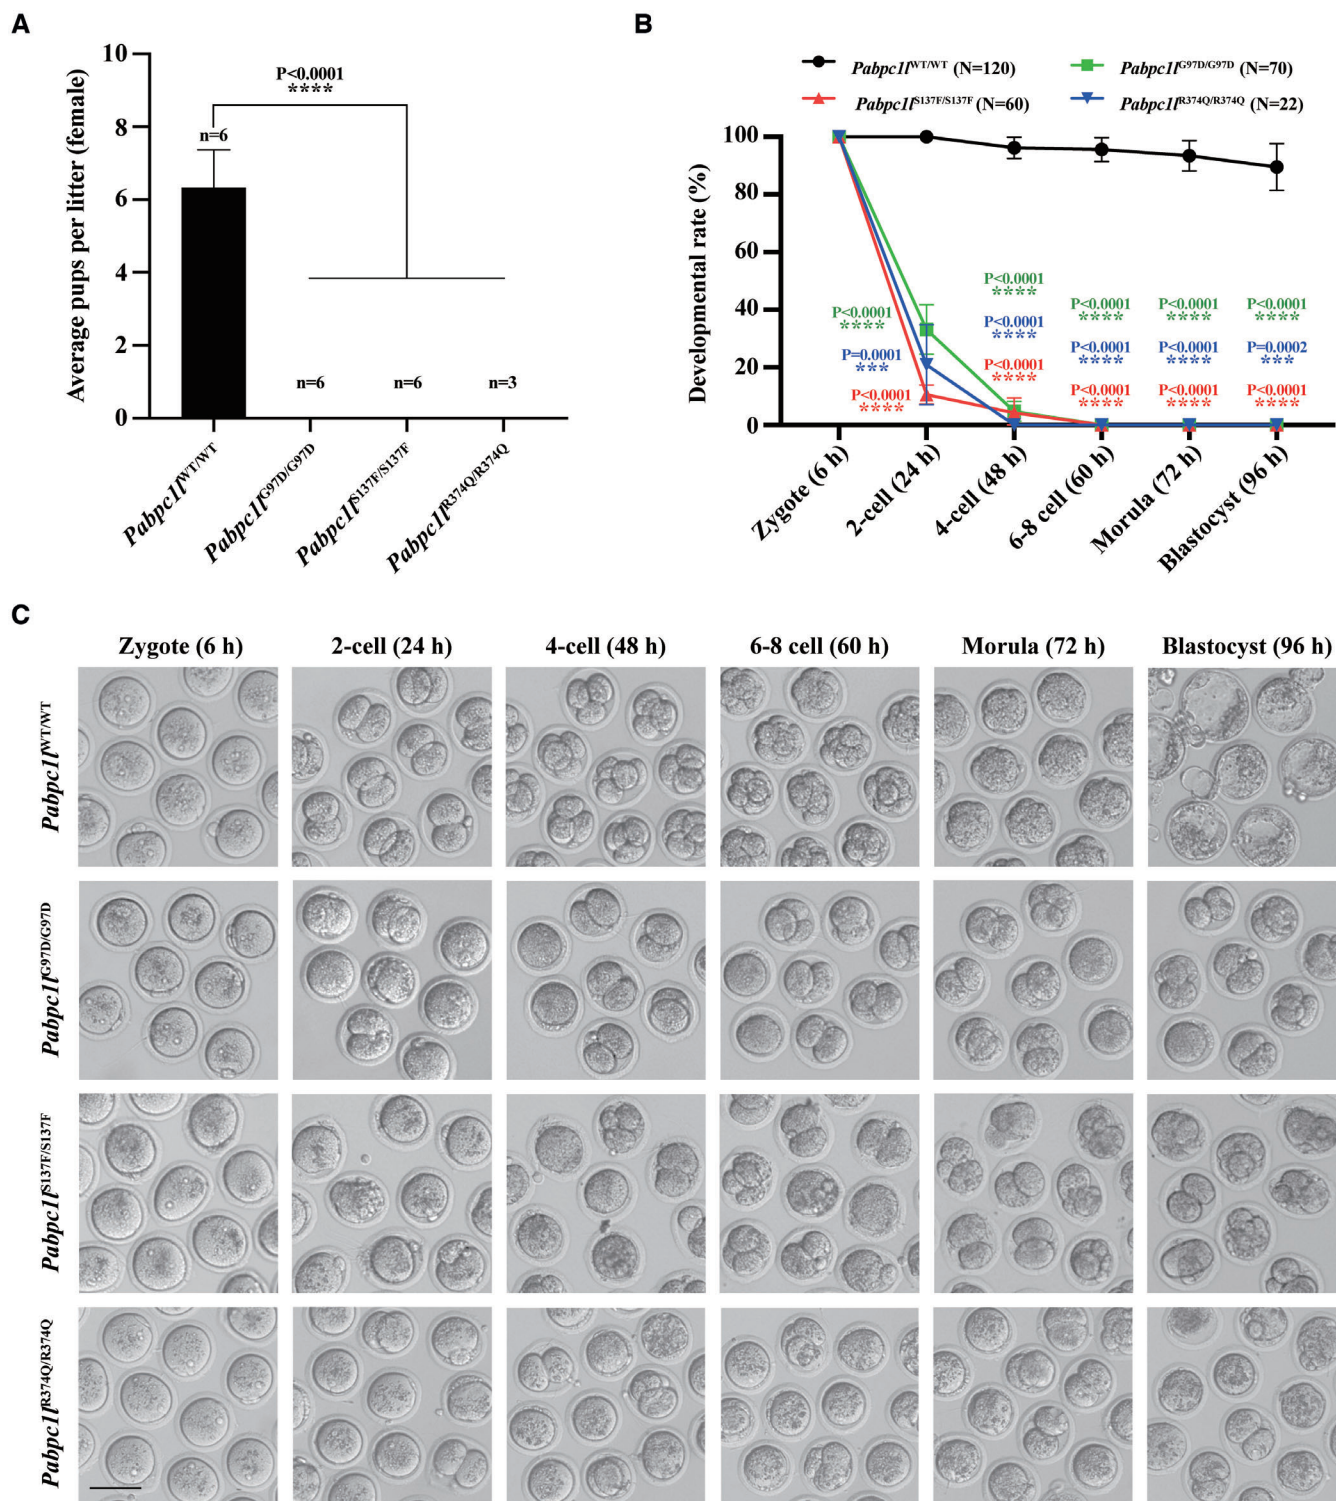 A
Average pups per litter (female)
10
8
6
4
2
0
P<0.0001
****
n=6
n=6
n=6
n=3
Pabpc1l^WT/WT
Pabpc1l^G97D/G97D
Pabpc1l^S137F/S137F
Pabpc1l^R374Q/R374Q
B
Pabpc1l^WT/WT (N=120)
Pabpc1l^G97D/G97D (N=70)
Pabpc1l^S137F/S137F (N=60)
Pabpc1l^R374Q/R374Q (N=22)
Developmental rate (%)
100
80
60
40
20
0
P<0.0001
****
P=0.0001
***
P<0.0001
****
P<0.0001
****
P<0.0001
****
P<0.0001
****
P<0.0001
****
P<0.0001
****
P<0.0001
****
P<0.0001
****
P<0.0001
****
P<0.0001
****
P<0.0001
****
P=0.0002
***
P<0.0001
****
Zygote (6 h)
2-cell (24 h)
4-cell (48 h)
6-8 cell (60 h)
Morula (72 h)
Blastocyst (96 h)
C
Zygote (6 h)
2-cell (24 h)
4-cell (48 h)
6-8 cell (60 h)
Morula (72 h)
Blastocyst (96 h)
Pabpc1l^WT/WT
Pabpc1l^G97D/G97D
Pabpc1l^S137F/S137F
Pabpc1l^R374Q/R374Q